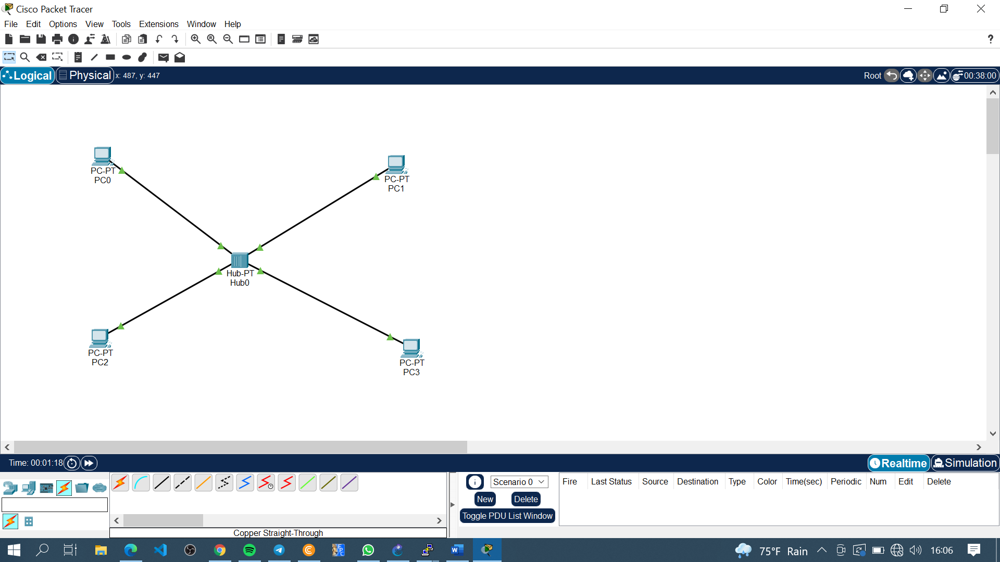 Cisco Packet Tracer
File Edit Options View Tools Extensions Window Help
?
Logical Physical x: 487, y: 447 Root 00:38:00
PC-PT
PC0
PC-PT
PC1
Hub-PT
Hub0
PC-PT
PC2
PC-PT
PC3
Time: 00:01:18 Realtime Simulation
Scenario 0
New Delete
Toggle PDU List Window
Fire Last Status Source Destination Type Color Time(sec) Periodic Num Edit Delete
Copper Straight-Through
75°F Rain 16:06